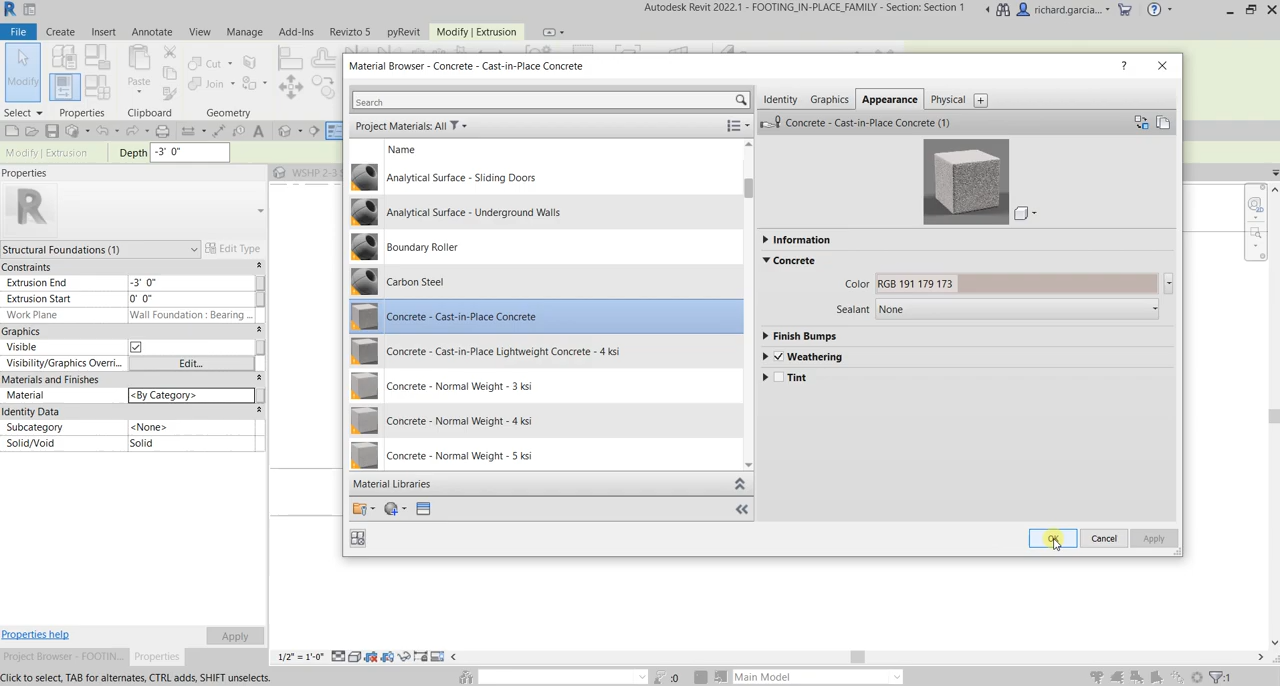 Autodesk Revit 2022.1 - FOOTING_IN-PLACE_FAMILY - Section: Section 1
richard.garcia...
File Create Insert Annotate View Manage Add-Ins Revizto 5 pyRevit Modify | Extrusion
Modify
Paste
Cut
Join
Select Properties Clipboard Geometry
Modify | Extrusion Depth -3' 0"
Properties
WSHP 2-3
Structural Foundations (1) Edit Type
Constraints
Extrusion End -3' 0"
Extrusion Start 0' 0"
Work Plane Wall Foundation : Bearing ...
Graphics
Visible
Visibility/Graphics Overri... Edit...
Materials and Finishes
Material <By Category>
Identity Data
Subcategory <None>
Solid/Void Solid
Properties help Apply
Project Browser - FOOTIN... Properties
Material Browser - Concrete - Cast-in-Place Concrete
Search
Project Materials: All
Name
Analytical Surface - Sliding Doors
Analytical Surface - Underground Walls
Boundary Roller
Carbon Steel
Concrete - Cast-in-Place Concrete
Concrete - Cast-in-Place Lightweight Concrete - 4 ksi
Concrete - Normal Weight - 3 ksi
Concrete - Normal Weight - 4 ksi
Concrete - Normal Weight - 5 ksi
Material Libraries
Identity Graphics Appearance Physical
Concrete - Cast-in-Place Concrete (1)
Information
Concrete
Color RGB 191 179 173
Sealant None
Finish Bumps
Weathering
Tint
OK Cancel Apply
1/2" = 1'-0"
Click to select, TAB for alternates, CTRL adds, SHIFT unselects.
:0
Main Model
:1